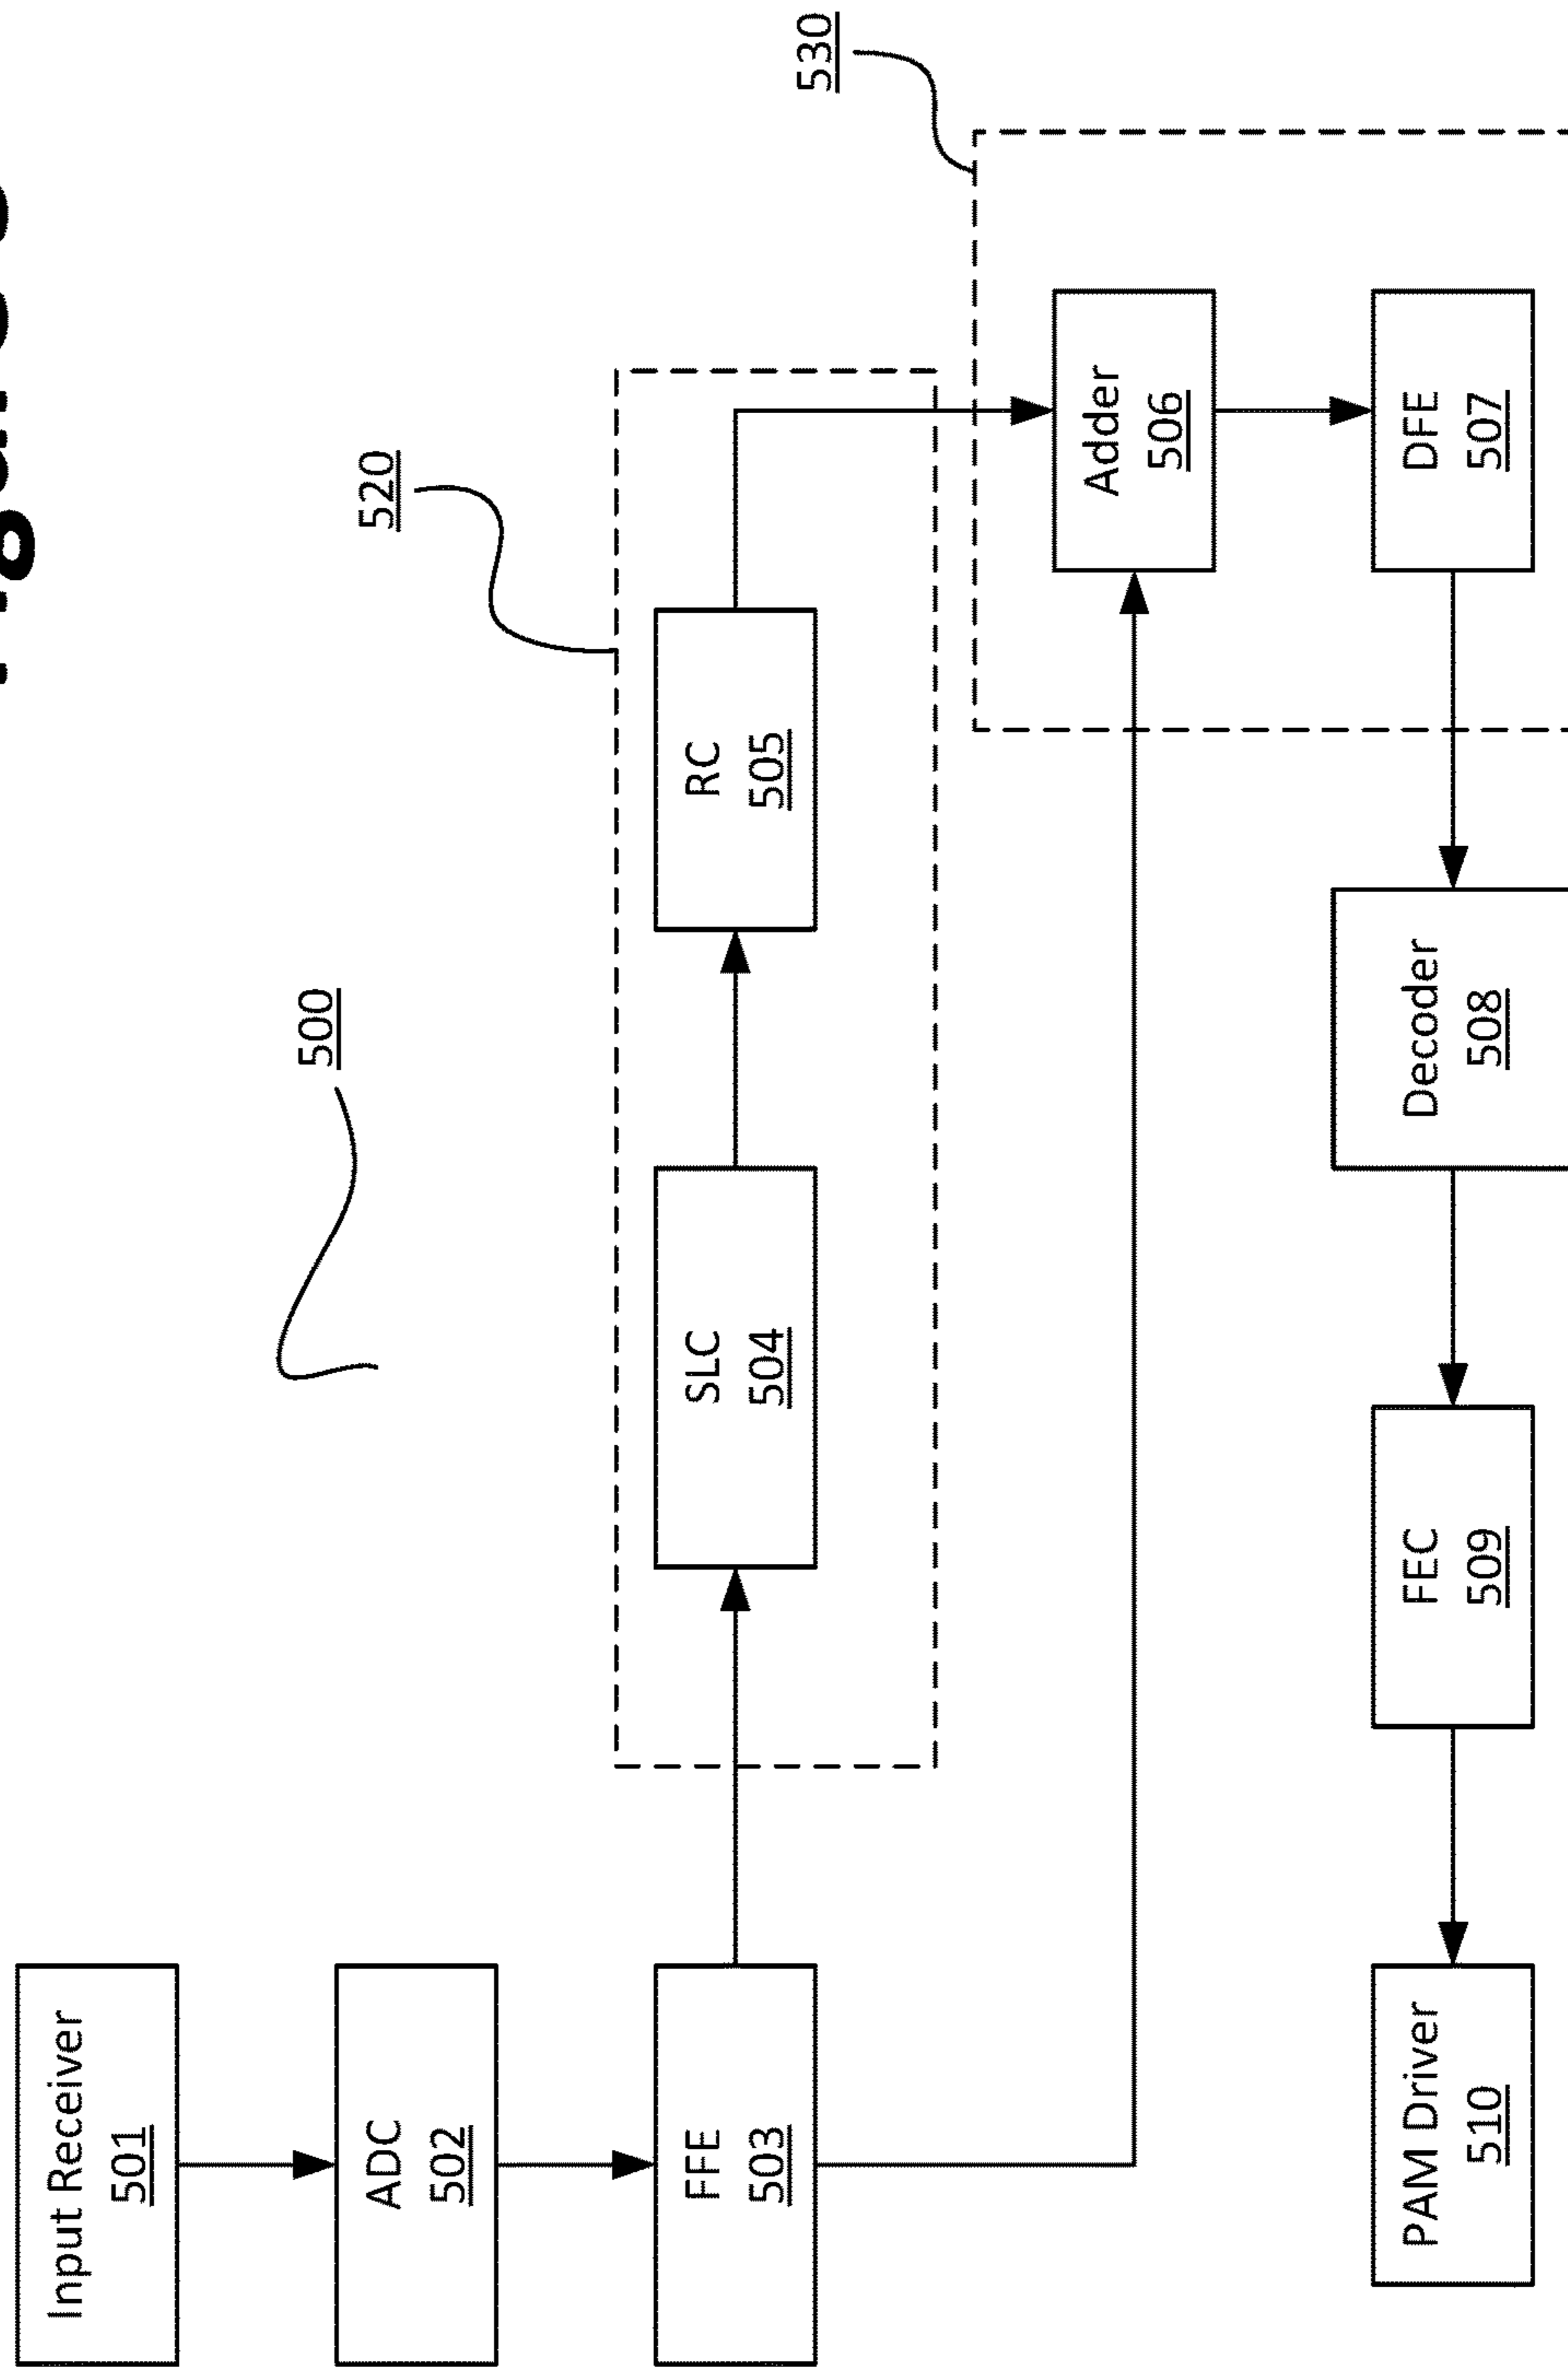 Input Receiver
501
500
ADC
502
520
FFE
503
SLC
504
RC
505
530
Adder
506
DFE
507
Decoder
508
FEC
509
PAM Driver
510